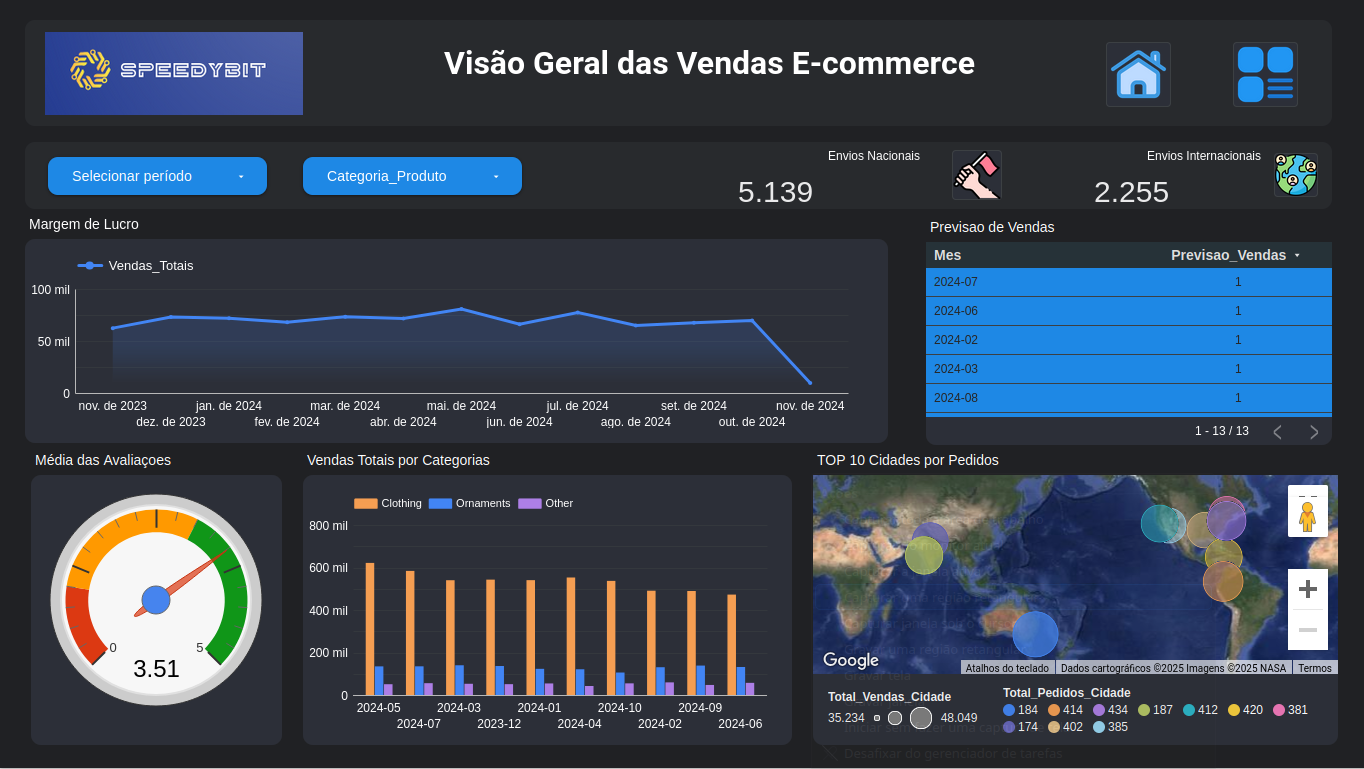 SPEEDYBIT
Visão Geral das Vendas E-commerce
Selecionar período
Categoria_Produto
Envios Nacionais
5.139
Envios Internacionais
2.255
Margem de Lucro
Vendas_Totais
100 mil
50 mil
0
nov. de 2023
dez. de 2023
jan. de 2024
fev. de 2024
mar. de 2024
abr. de 2024
mai. de 2024
jun. de 2024
jul. de 2024
ago. de 2024
set. de 2024
out. de 2024
nov. de 2024
Previsao de Vendas
Mes Previsao_Vendas
2024-07 1
2024-06 1
2024-02 1
2024-03 1
2024-08 1
1 - 13 / 13
Média das Avaliaçoes
0 5
3.51
Vendas Totais por Categorias
Clothing Ornaments Other
800 mil
600 mil
400 mil
200 mil
0
2024-05
2024-07
2024-03
2023-12
2024-01
2024-04
2024-10
2024-02
2024-09
2024-06
TOP 10 Cidades por Pedidos
Google
Atalhos do teclado Dados cartográficos ©2025 Imagens ©2025 NASA Termos
Gravar tela
Total_Vendas_Cidade
35.234 48.049
Total_Pedidos_Cidade
184 414 434 187 412 420 381
174 402 385
Desafixar do gerenciador de tarefas